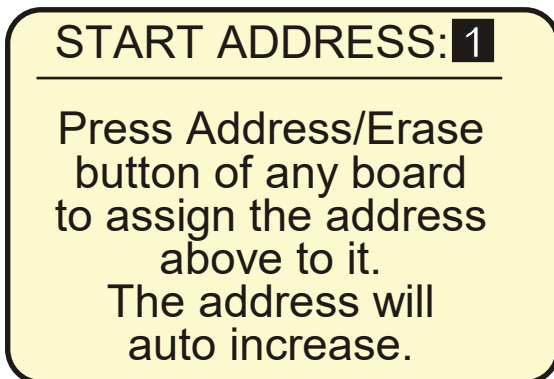 START ADDRESS: 1
Press Address/Erase
button of any board
to assign the address
above to it.
The address will
auto increase.